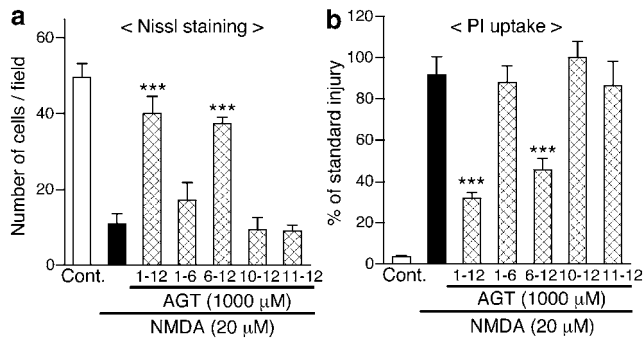 a
< Nissl staining >
Number of cells / field
60
40
20
0
***
***
Cont.
1-12 1-6 6-12 10-12 11-12
AGT (1000 µM)
NMDA (20 µM)
b
< PI uptake >
% of standard injury
120
100
80
60
40
20
0
***
***
Cont.
1-12 1-6 6-12 10-12 11-12
AGT (1000 µM)
NMDA (20 µM)